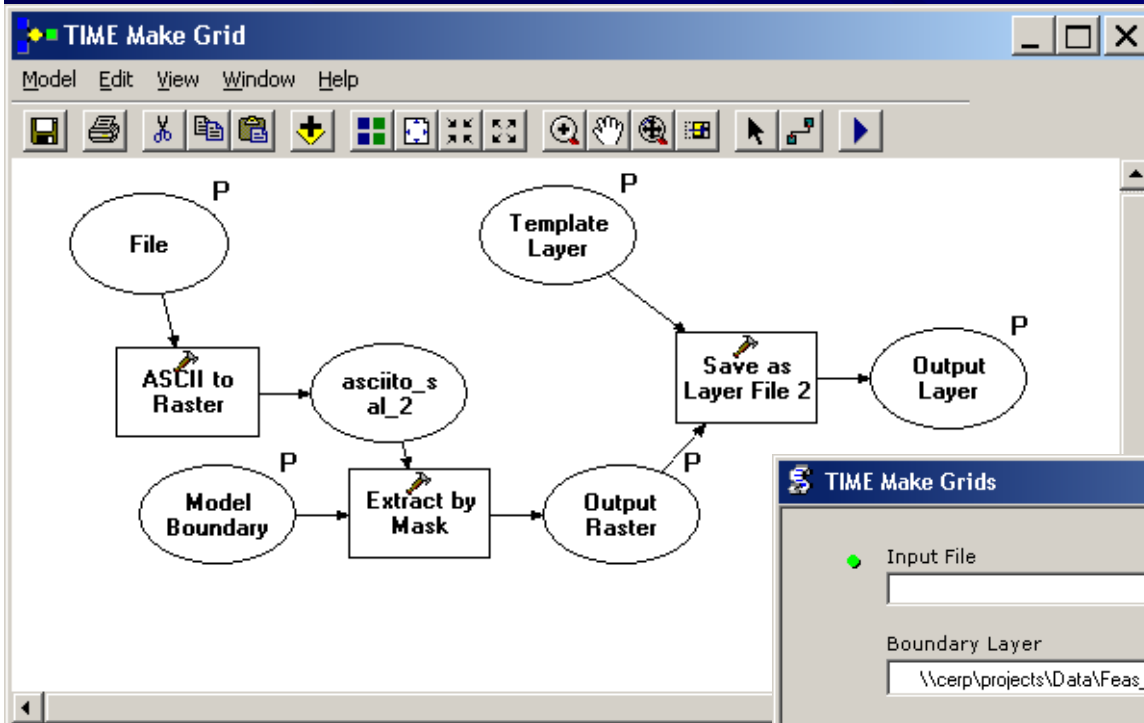 TIME Make Grid
Model Edit View Window Help
P
File
P
Template
Layer
ASCII to
Raster
asciito_s
al_2
Save as
Layer File 2
P
Output
Layer
P
Model
Boundary
Extract by
Mask
P
Output
Raster
TIME Make Grids
Input File
Boundary Layer
\\cerp\projects\Data\Feas_